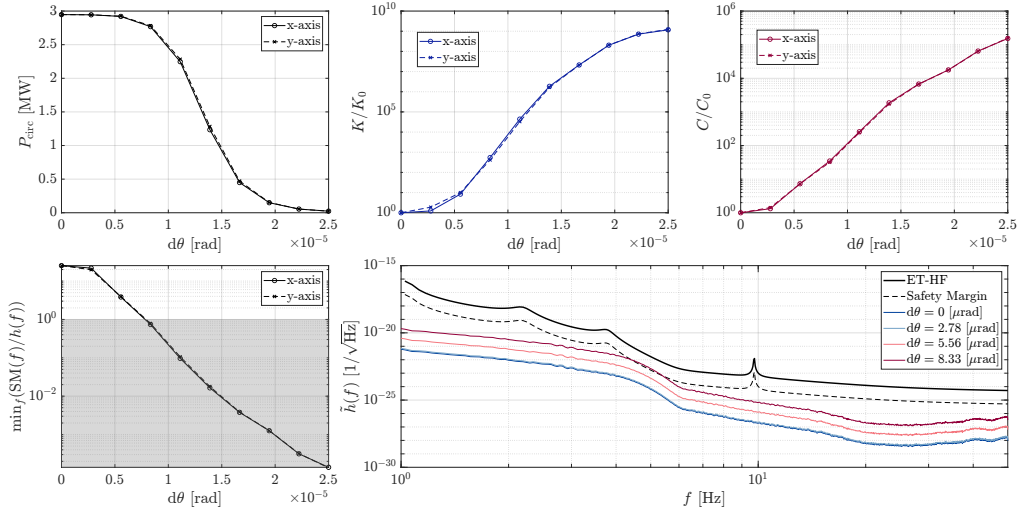 3
2.5
2
1.5
1
0.5
0
P_circ [MW]
x-axis
y-axis
0 0.5 1 1.5 2 2.5
dθ [rad] ×10^-5
10^10
10^5
10^0
K/K_0
x-axis
y-axis
0 0.5 1 1.5 2 2.5
dθ [rad] ×10^-5
10^6
10^4
10^2
10^0
C/C_0
x-axis
y-axis
0 0.5 1 1.5 2 2.5
dθ [rad] ×10^-5
10^0
10^-2
min_f(SM(f)/h(f))
x-axis
y-axis
0 0.5 1 1.5 2 2.5
dθ [rad] ×10^-5
10^-15
10^-20
10^-25
10^-30
h̃(f) [1/√Hz]
ET-HF
Safety Margin
dθ = 0 [μrad]
dθ = 2.78 [μrad]
dθ = 5.56 [μrad]
dθ = 8.33 [μrad]
10^0 10^1
f [Hz]